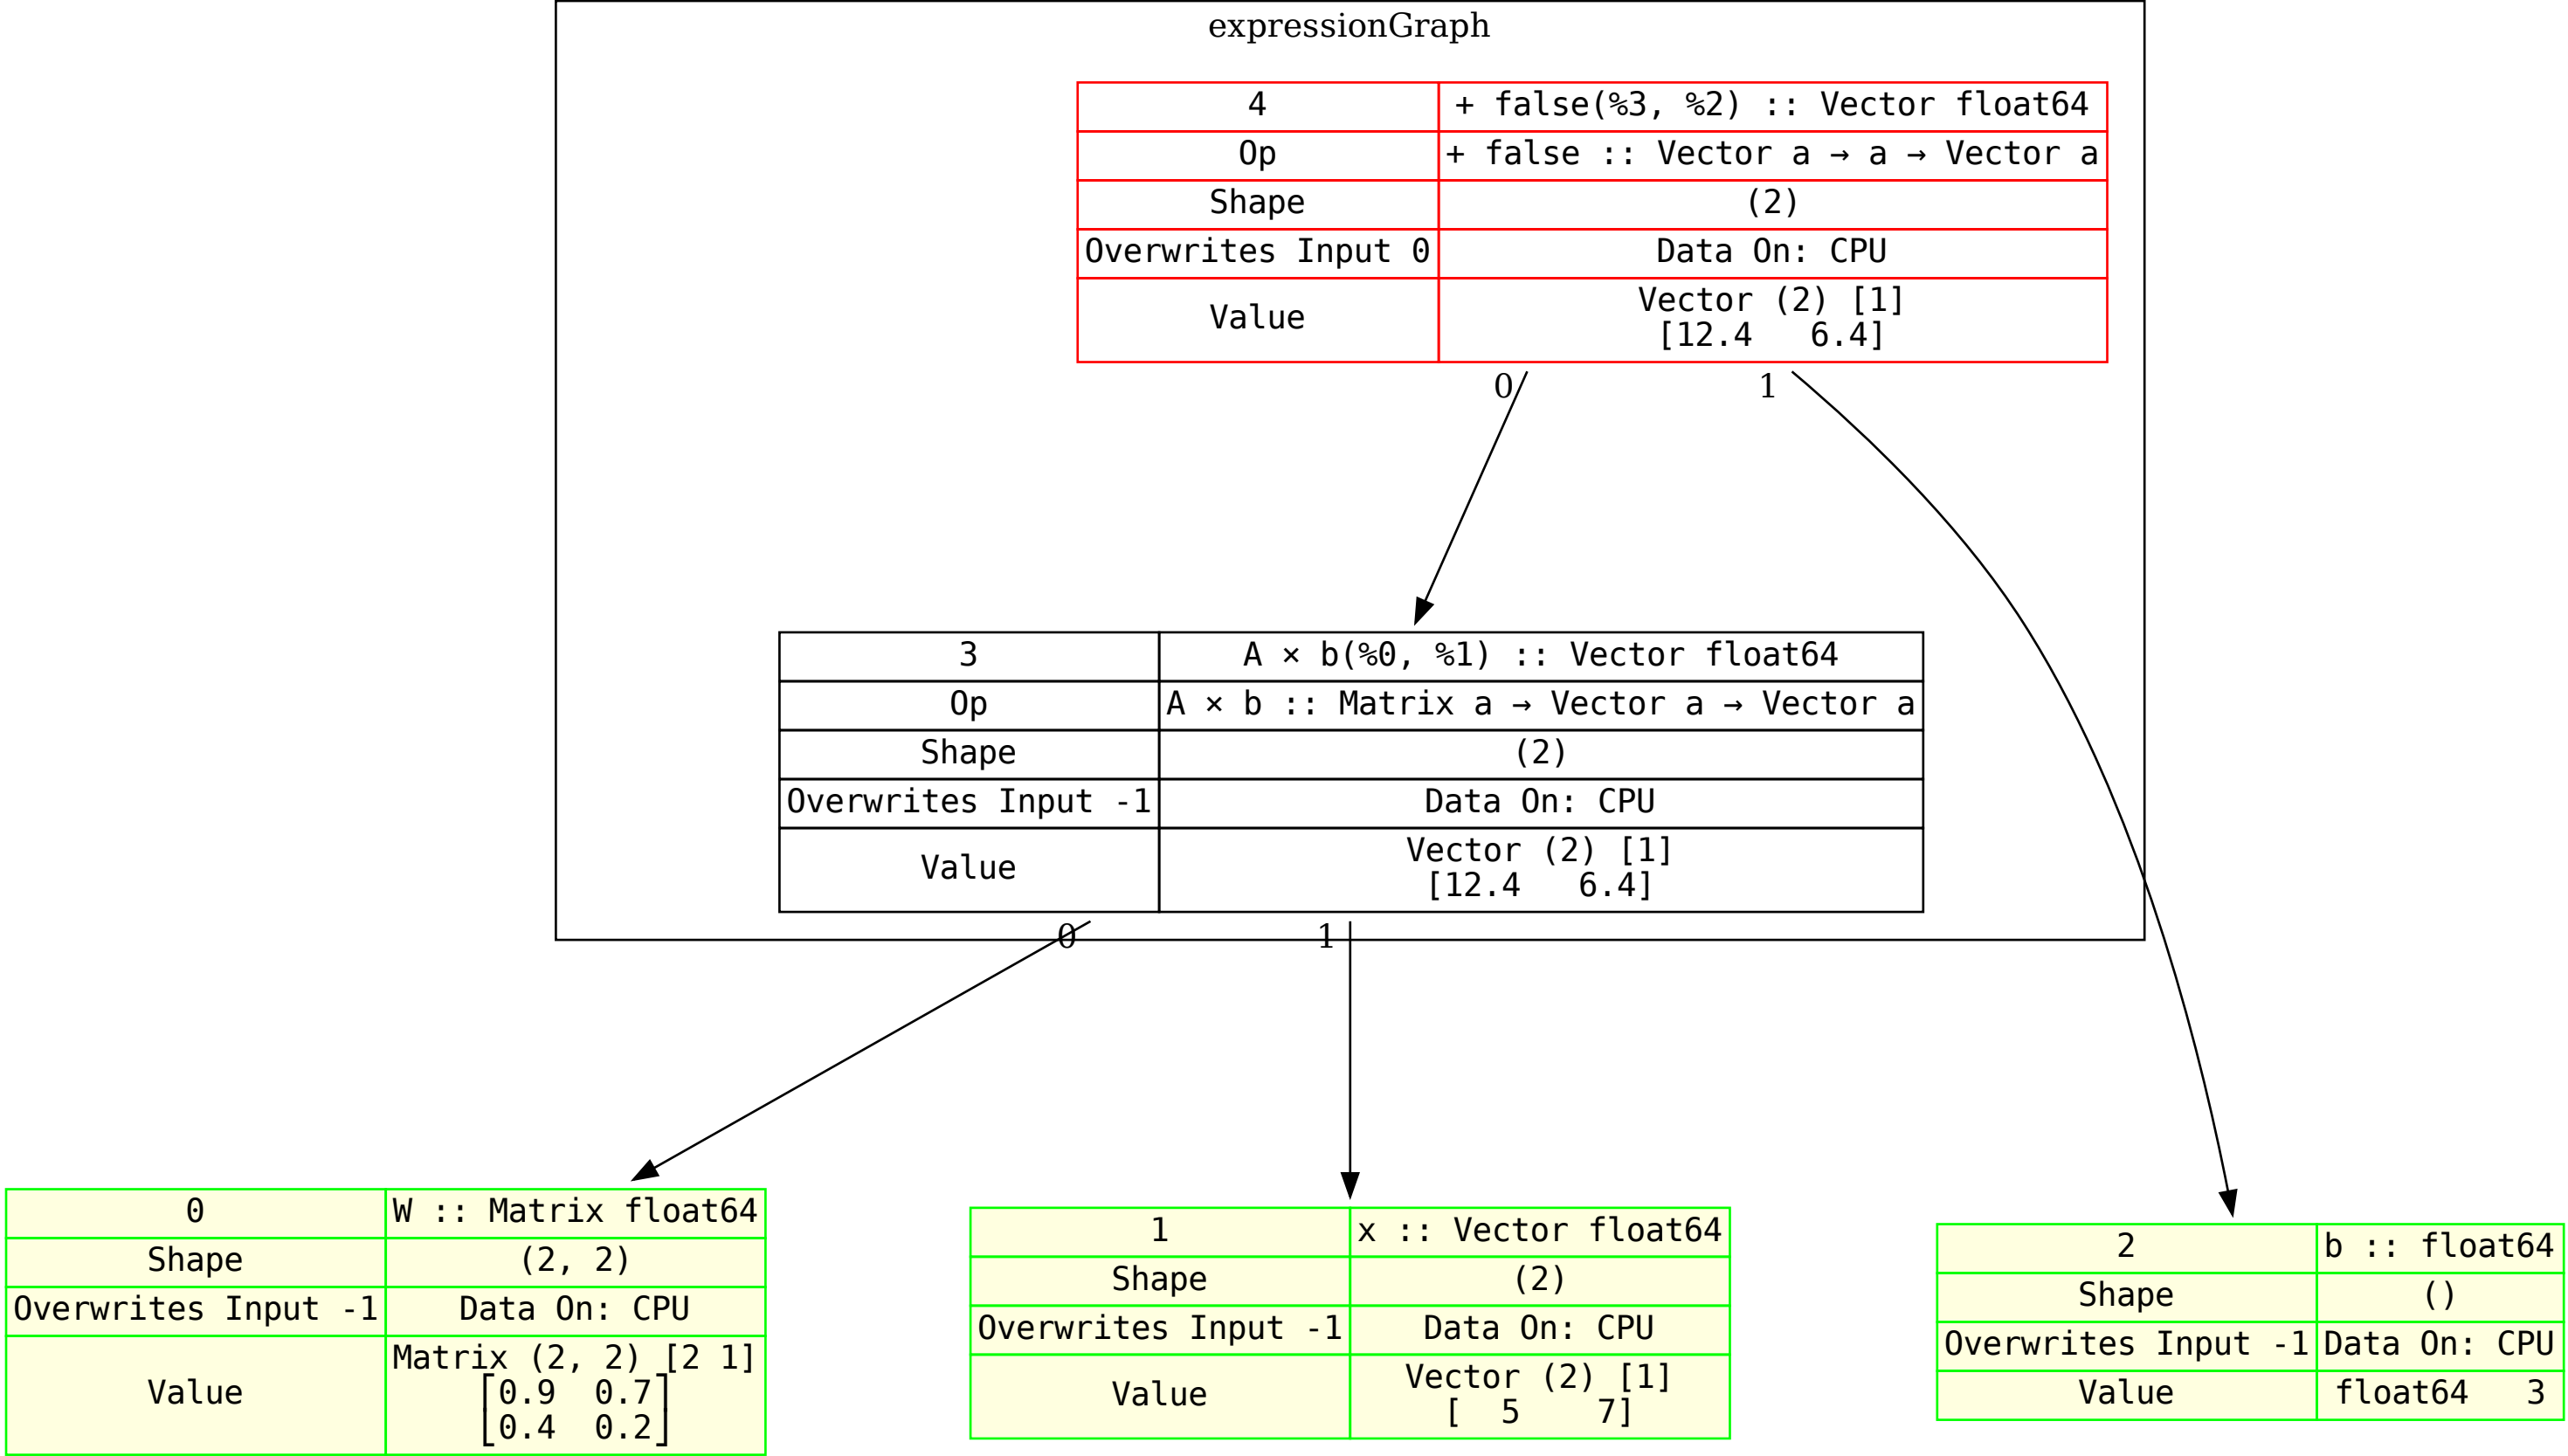 expressionGraph
4 + false(%3, %2) :: Vector float64
Op + false :: Vector a → a → Vector a
Shape (2)
Overwrites Input 0 Data On: CPU
Value Vector (2) [1]
[12.4   6.4]
0 1
3 A × b(%0, %1) :: Vector float64
Op A × b :: Matrix a → Vector a → Vector a
Shape (2)
Overwrites Input -1 Data On: CPU
Value Vector (2) [1]
[12.4   6.4]
0 1
0 W :: Matrix float64
Shape (2, 2)
Overwrites Input -1 Data On: CPU
Value Matrix (2, 2) [2 1]
⎡0.9  0.7⎤
⎣0.4  0.2⎦
1 x :: Vector float64
Shape (2)
Overwrites Input -1 Data On: CPU
Value Vector (2) [1]
[  5    7]
2 b :: float64
Shape ()
Overwrites Input -1 Data On: CPU
Value float64   3